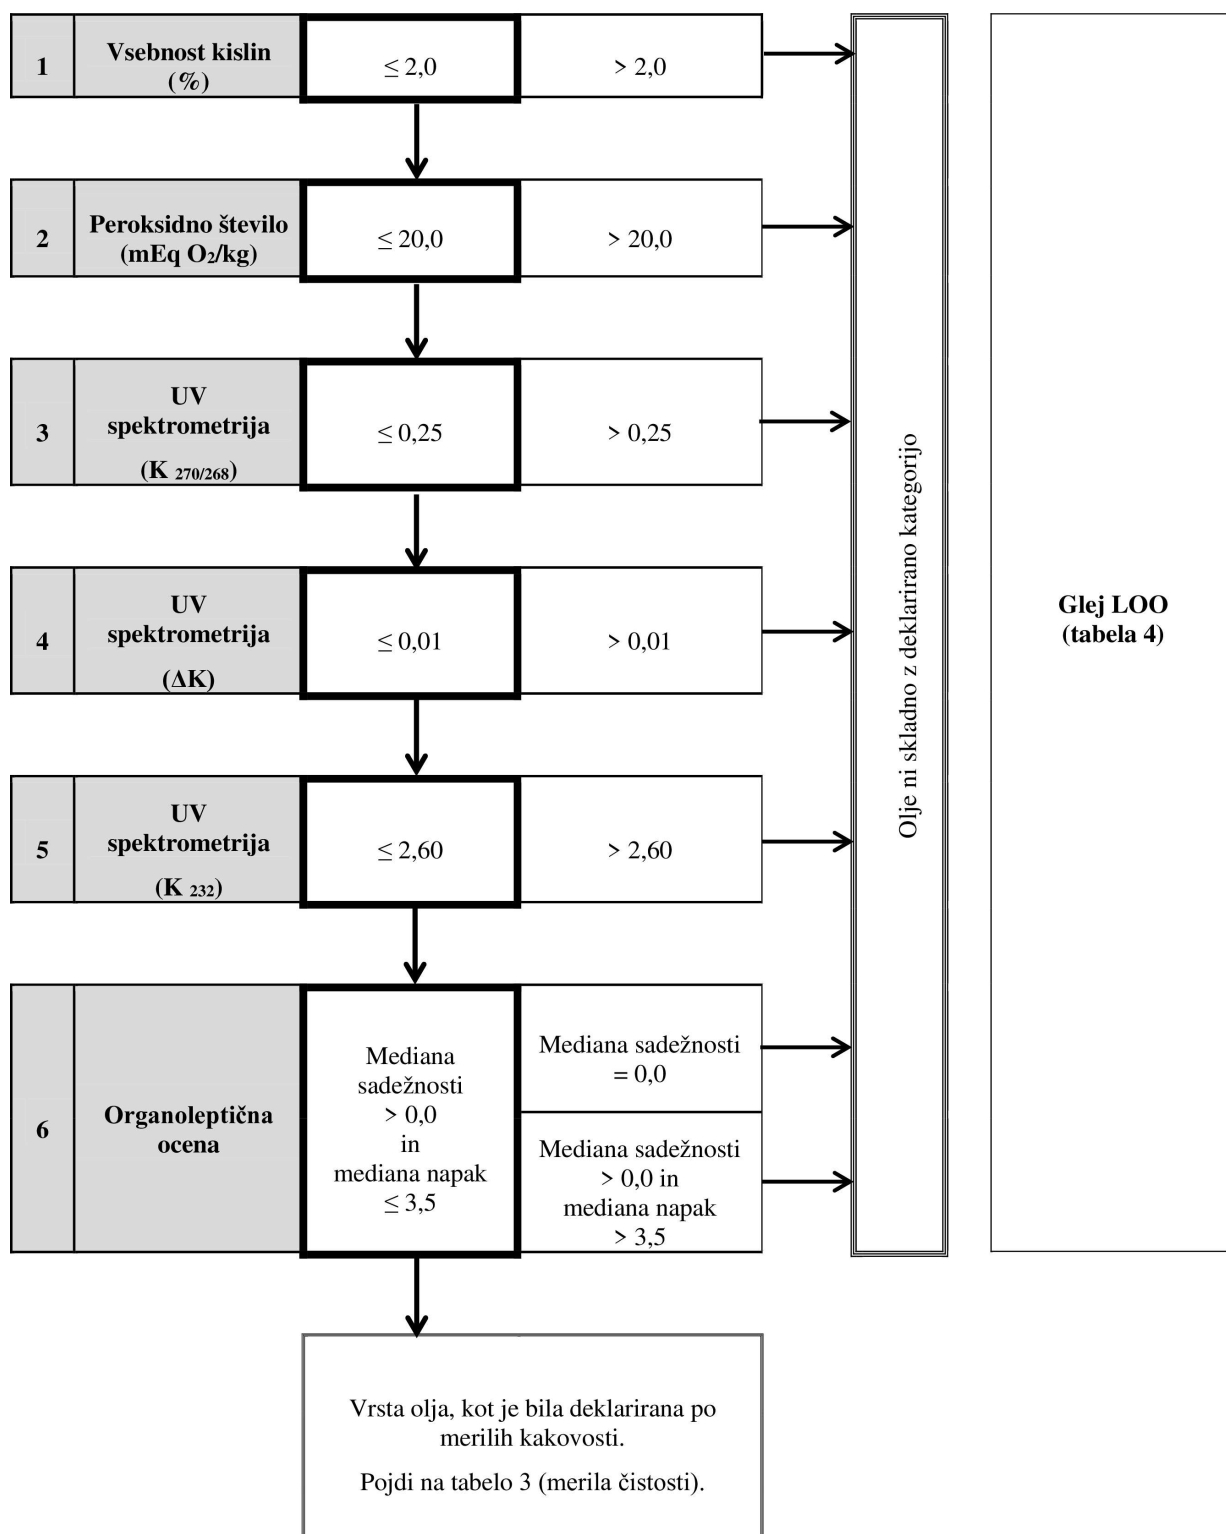 1
Vsebnost kislin
(%)
≤ 2,0
> 2,0
2
Peroksidno število
(mEq O₂/kg)
≤ 20,0
> 20,0
3
UV
spektrometrija
(K 270/268)
≤ 0,25
> 0,25
4
UV
spektrometrija
(ΔK)
≤ 0,01
> 0,01
5
UV
spektrometrija
(K 232)
≤ 2,60
> 2,60
6
Organoleptična
ocena
Mediana
sadežnosti
> 0,0
in
mediana napak
≤ 3,5
Mediana sadežnosti
= 0,0
Mediana sadežnosti
> 0,0 in
mediana napak
> 3,5
Olje ni skladno z deklarirano kategorijo
Glej LOO
(tabela 4)
Vrsta olja, kot je bila deklarirana po
merilih kakovosti.
Pojdi na tabelo 3 (merila čistosti).